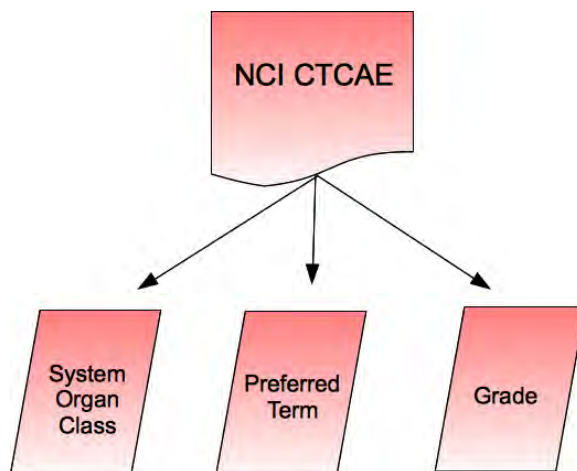 NCI CTCAE
System
Organ
Class
Preferred
Term
Grade